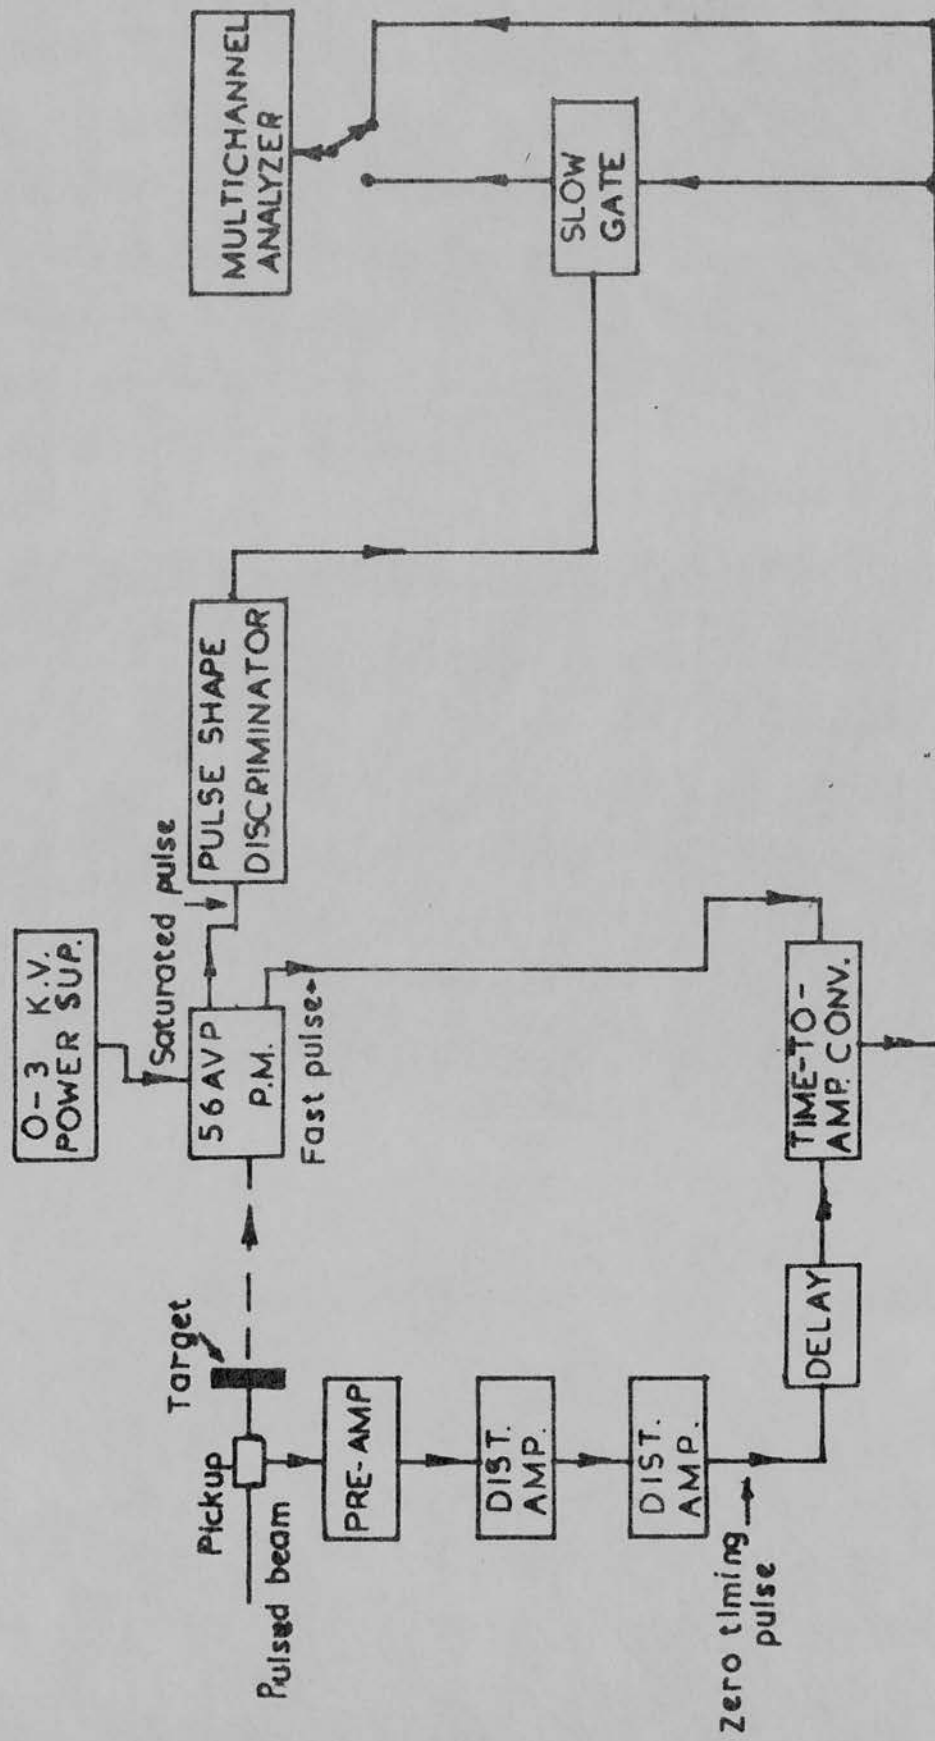 O-3 K.V.
POWER SUP.
Saturated pulse
Target
Pickup
Pulsed beam
56AVP
P.M.
Fast pulse
PULSE SHAPE
DISCRIMINATOR
MULTICHANNEL
ANALYZER
PRE-AMP
DIST.
AMP.
DIST.
AMP.
Zero timing
pulse
DELAY
TIME-TO-
AMP. CONV.
SLOW
GATE